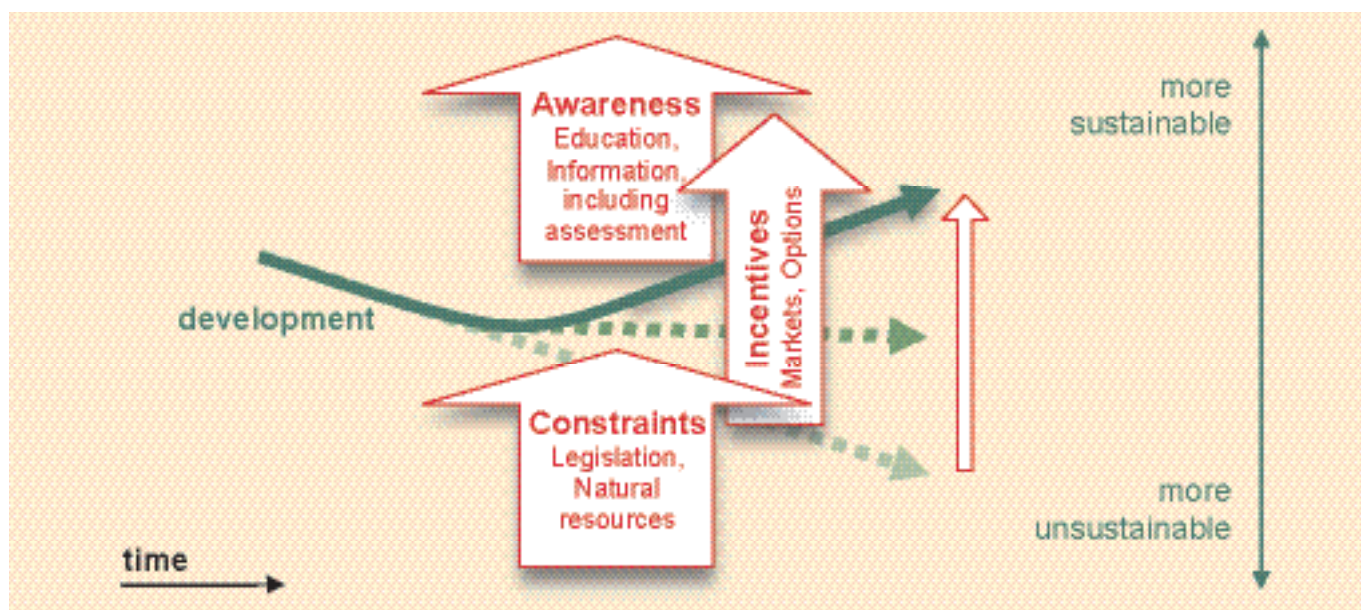 Awareness
Education,
Information,
including
assessment
Incentives
Markets, Options
more
sustainable
development
Constraints
Legislation,
Natural
resources
more
unsustainable
time